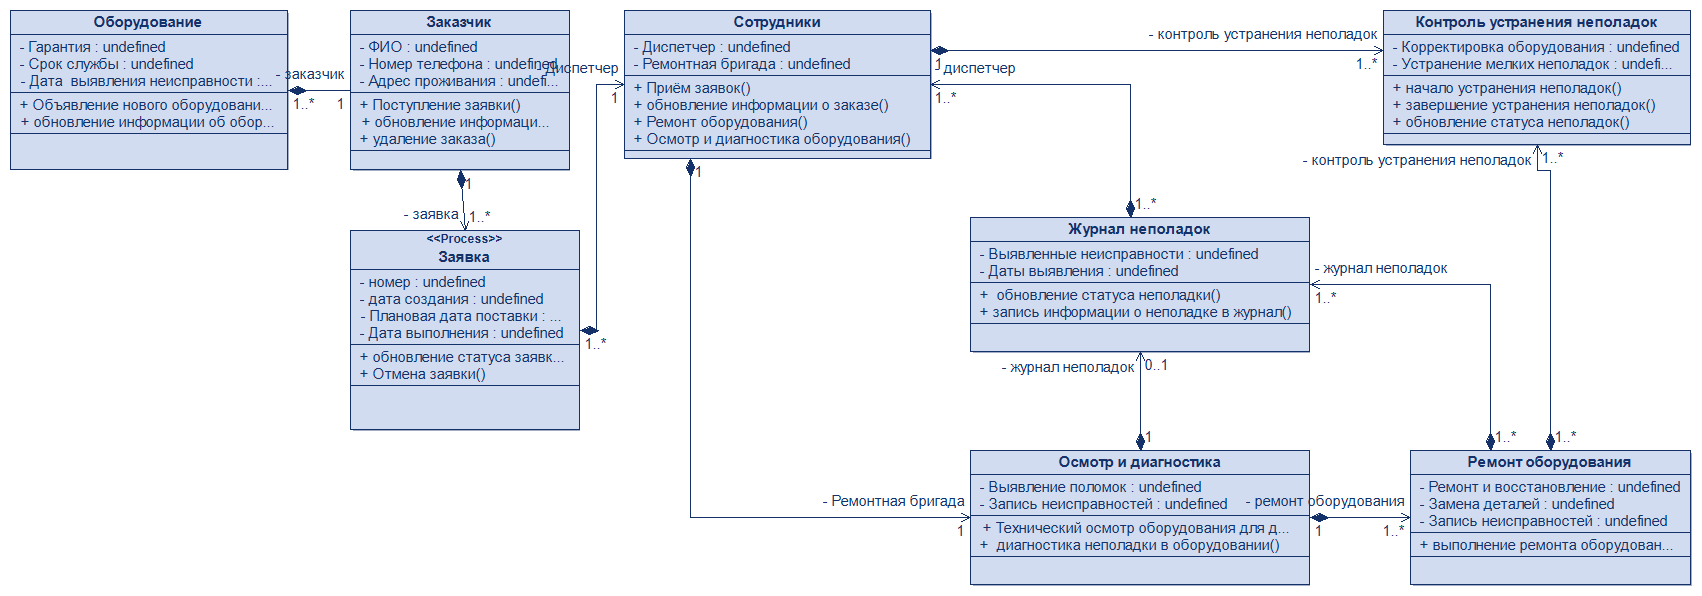 Оборудование
- Гарантия : undefined
- Срок службы : undefined
- Дата  выявления неисправности :...
+ Объявление нового оборудовани...
+ обновление информации об обор...
- заказчик
1..*
1
Заказчик
- ФИО : undefined
- Номер телефона : undefined
- Адрес проживания : undefi...
+ Поступление заявки()
+ обновление информаци...
+ удаление заказа()
1
- заявка
1..*
<<Process>>
Заявка
- номер : undefined
- дата создания : undefined
- Плановая дата поставки : ...
- Дата выполнения : undefined
+ обновление статуса заявк...
+ Отмена заявки()
1..*
- диспетчер
1
Сотрудники
- Диспетчер : undefined
- Ремонтная бригада : undefined
+ Приём заявок()
+ обновление информации о заказе()
+ Ремонт оборудования()
+ Осмотр и диагностика оборудования()
1
- контроль устранения неполадок
1..*
1
- диспетчер
1..*
Контроль устранения неполадок
- Корректировка оборудования : undefined
- Устранение мелких неполадок : undefi...
+ начало устранения неполадок()
+ завершение устранения неполадок()
+ обновление статуса неполадок()
- контроль устранения неполадок
1..*
1..*
Журнал неполадок
- Выявленные неисправности : undefined
- Даты выявления : undefined
+  обновление статуса неполадки()
+ запись информации о неполадке в журнал()
- журнал неполадок
1..*
- журнал неполадок
0..1
1
Осмотр и диагностика
- Выявление поломок : undefined
- Запись неисправностей : undefined
+ Технический осмотр оборудования для д...
+  диагностика неполадки в оборудовании()
- Ремонтная бригада
1
- ремонт оборудования
1
1..*
1..*
1..*
Ремонт оборудования
- Ремонт и восстановление : undefined
- Замена деталей : undefined
- Запись неисправностей : undefined
+ выполнение ремонта оборудован...